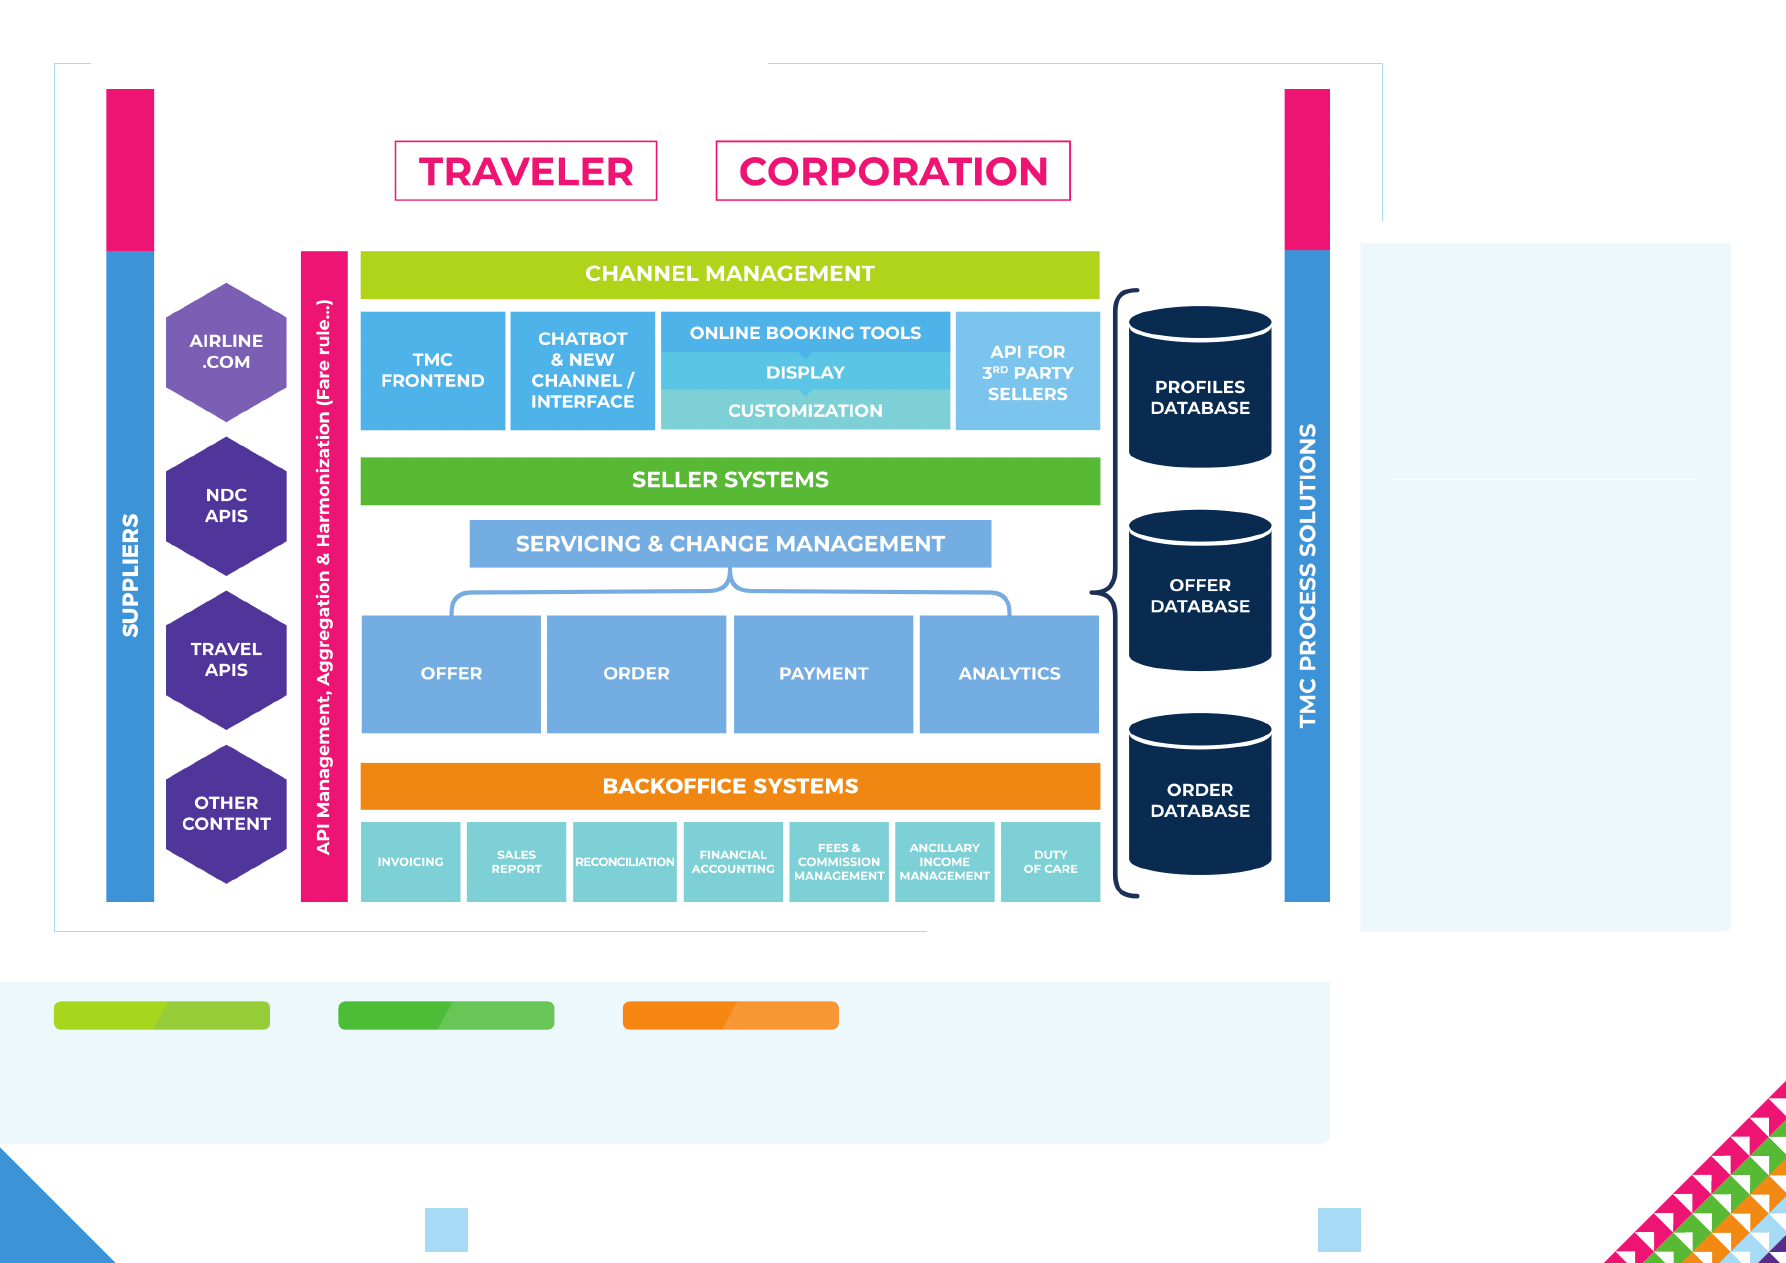 TRAVELER
CORPORATION
SUPPLIERS
AIRLINE
.COM
NDC
APIS
TRAVEL
APIS
OTHER
CONTENT
API Management, Aggregation & Harmonization (Fare rule...)
CHANNEL MANAGEMENT
TMC
FRONTEND
CHATBOT
& NEW
CHANNEL /
INTERFACE
ONLINE BOOKING TOOLS
DISPLAY
CUSTOMIZATION
API FOR
3RD PARTY
SELLERS
SELLER SYSTEMS
SERVICING & CHANGE MANAGEMENT
OFFER
ORDER
PAYMENT
ANALYTICS
BACKOFFICE SYSTEMS
INVOICING
SALES
REPORT
RECONCILIATION
FINANCIAL
ACCOUNTING
FEES &
COMMISSION
MANAGEMENT
ANCILLARY
INCOME
MANAGEMENT
DUTY
OF CARE
PROFILES
DATABASE
OFFER
DATABASE
ORDER
DATABASE
TMC PROCESS SOLUTIONS